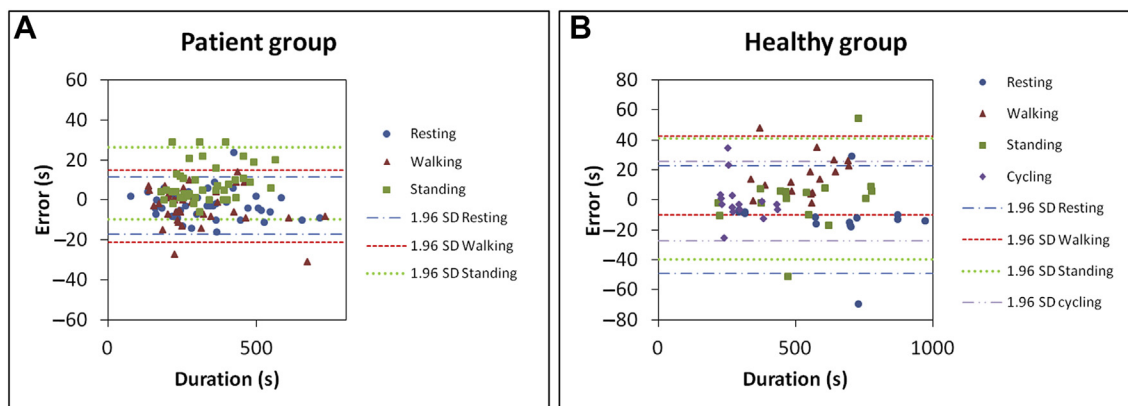 A
Patient group
60
40
20
0
−20
−40
−60
0
500
Error (s)
Duration (s)
Resting
Walking
Standing
1.96 SD Resting
1.96 SD Walking
1.96 SD Standing
B
Healthy group
80
60
40
20
0
−20
−40
−60
−80
0
500
1000
Error (s)
Duration (s)
Resting
Walking
Standing
Cycling
1.96 SD Resting
1.96 SD Walking
1.96 SD Standing
1.96 SD cycling